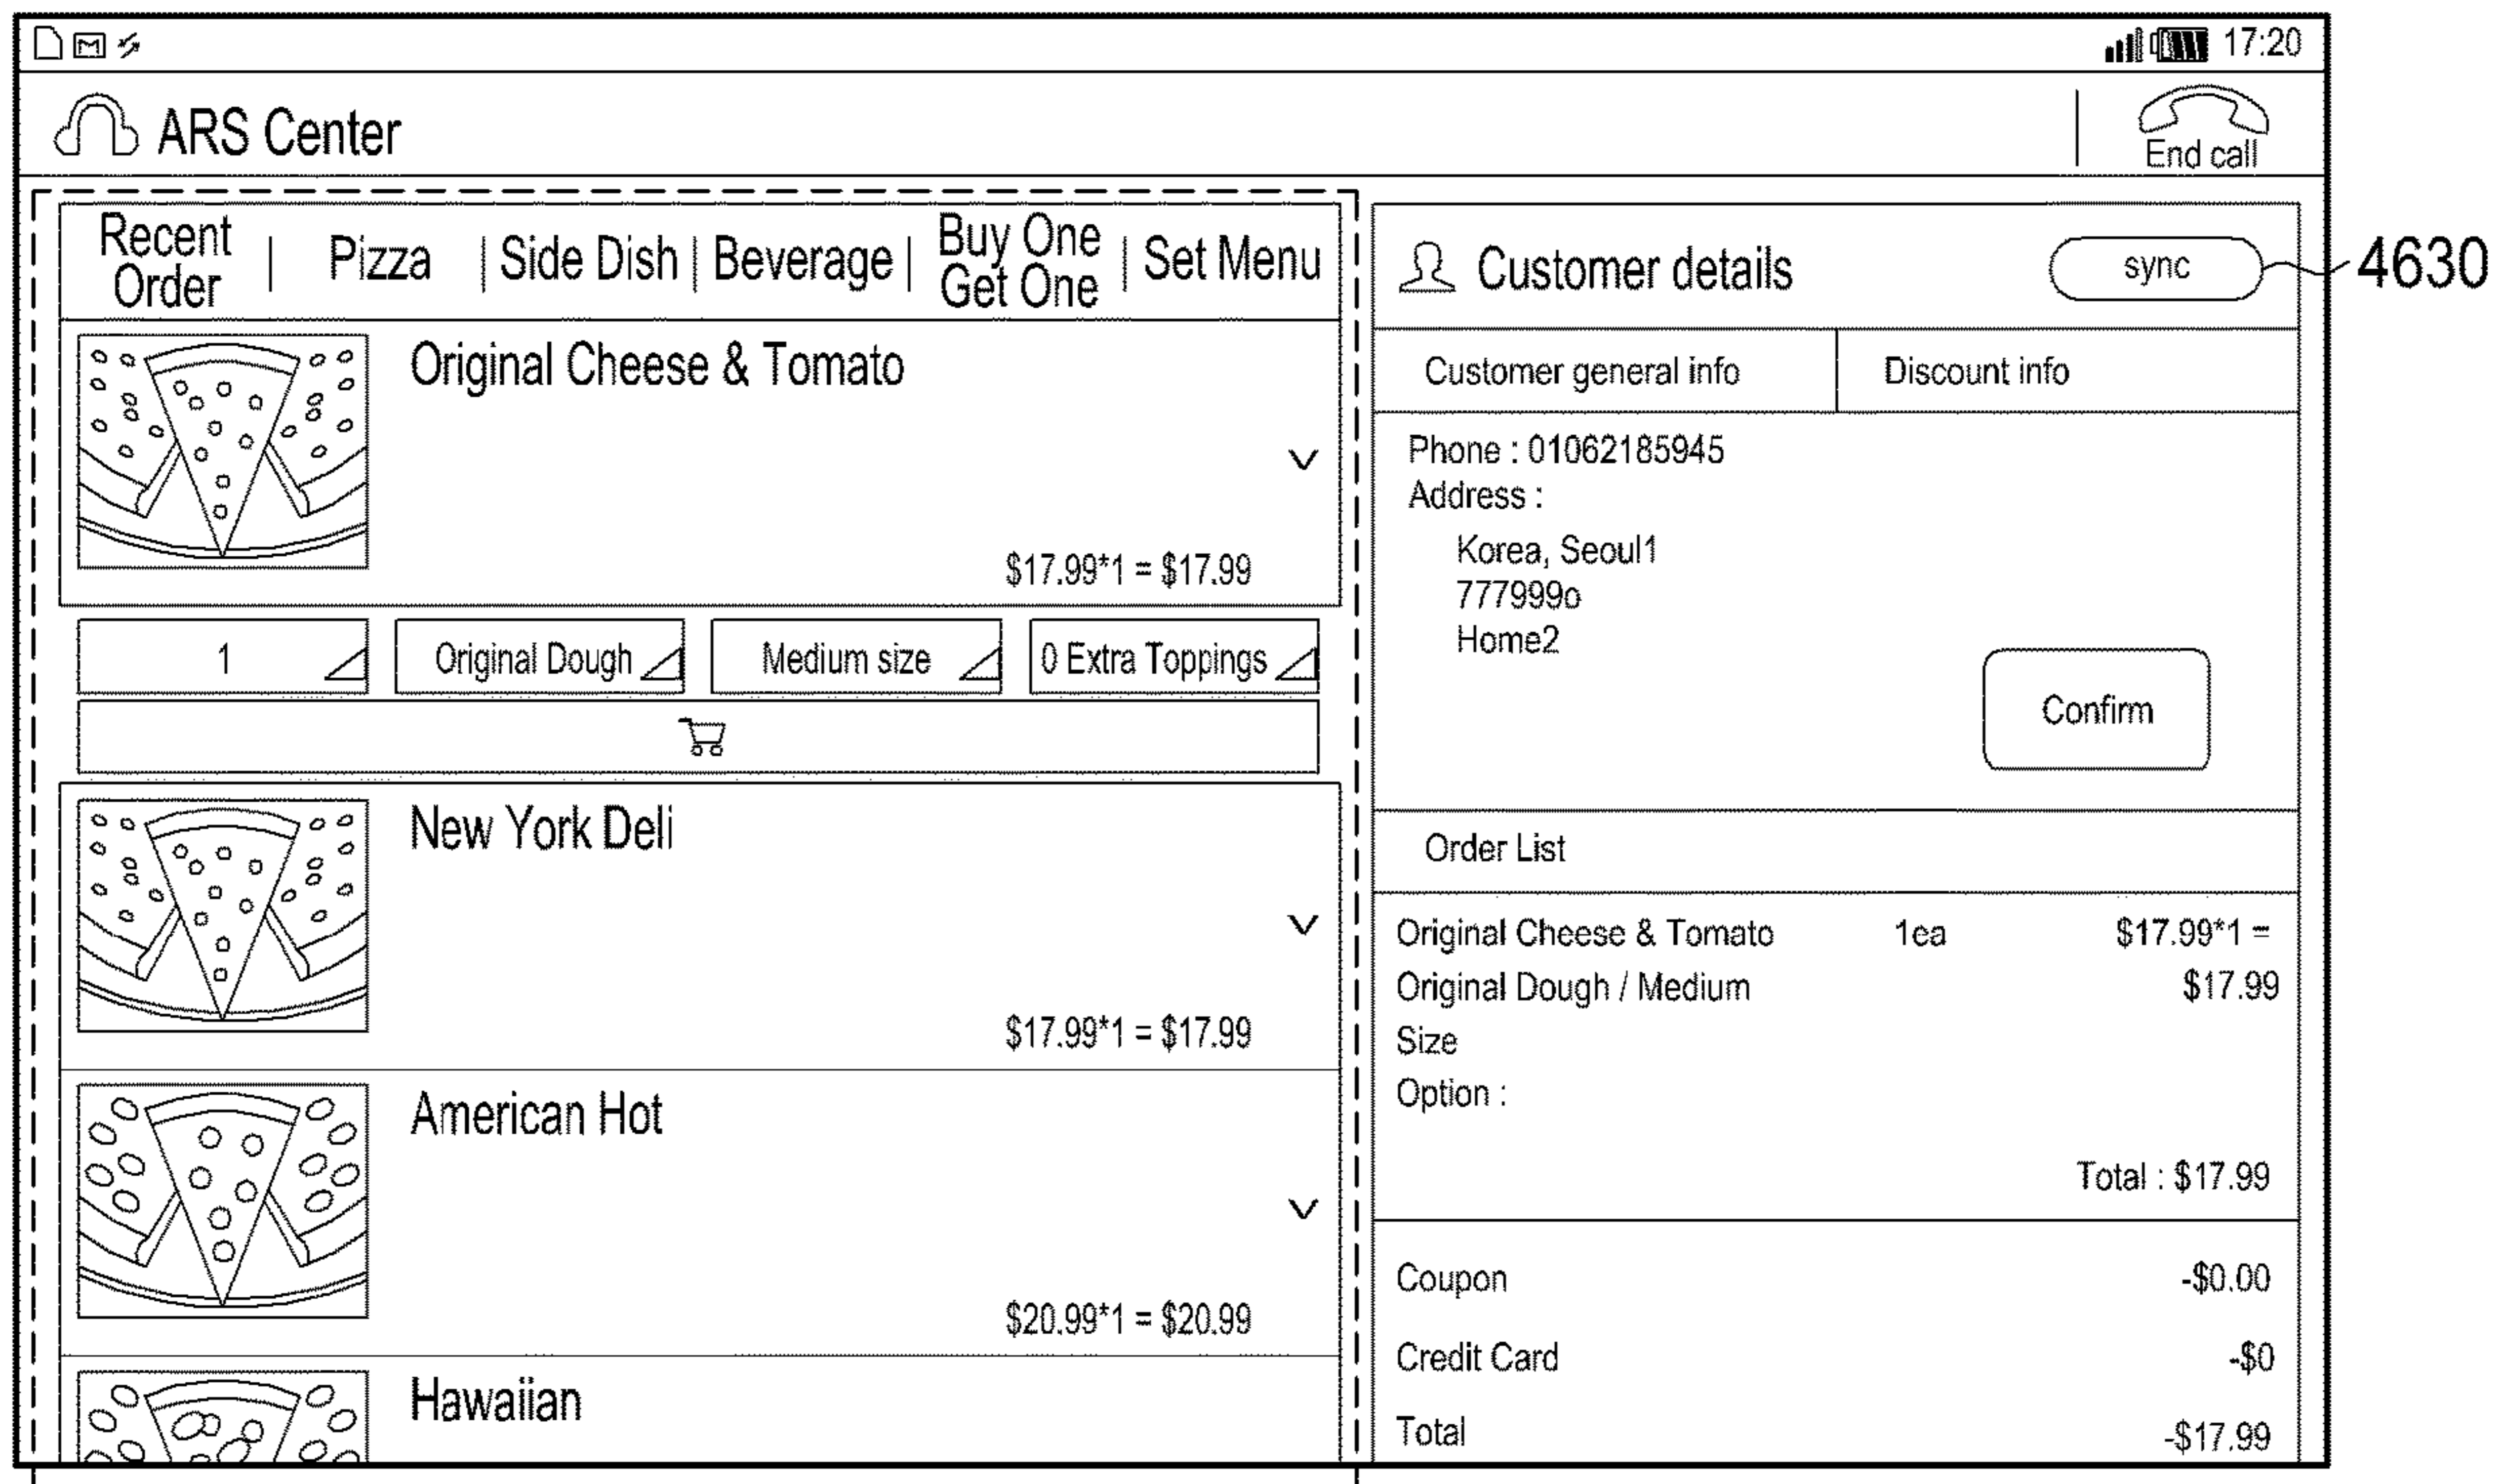 17:20
ARS Center
End call
Recent Order | Pizza | Side Dish | Beverage | Buy One Get One | Set Menu
Original Cheese & Tomato
$17.99*1 = $17.99
1
Original Dough
Medium size
0 Extra Toppings
New York Deli
$17.99*1 = $17.99
American Hot
$20.99*1 = $20.99
Hawaiian
Customer details
sync
4630
Customer general info
Discount info
Phone : 01062185945
Address :
Korea, Seoul1
777999o
Home2
Confirm
Order List
Original Cheese & Tomato 1ea $17.99*1 =
Original Dough / Medium $17.99
Size
Option :
Total : $17.99
Coupon -$0.00
Credit Card -$0
Total -$17.99